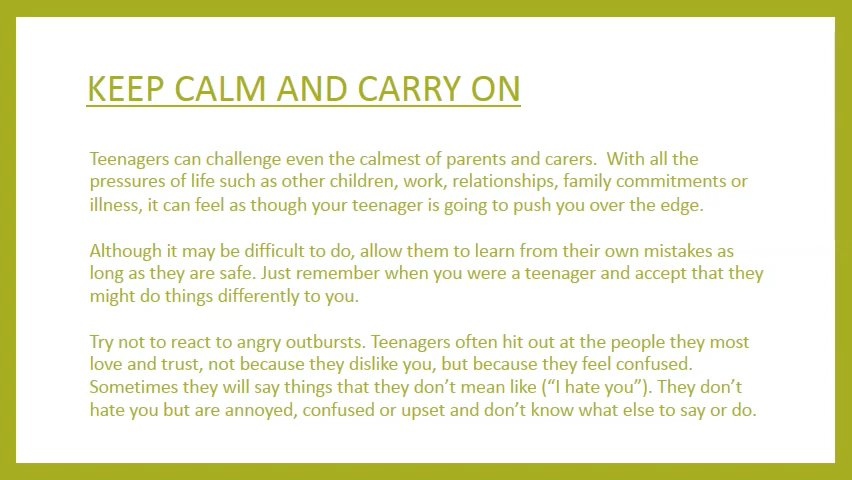 KEEP CALM AND CARRY ON
Teenagers can challenge even the calmest of parents and carers.  With all the
pressures of life such as other children, work, relationships, family commitments or
illness, it can feel as though your teenager is going to push you over the edge.
Although it may be difficult to do, allow them to learn from their own mistakes as
long as they are safe. Just remember when you were a teenager and accept that they
might do things differently to you.
Try not to react to angry outbursts. Teenagers often hit out at the people they most
love and trust, not because they dislike you, but because they feel confused.
Sometimes they will say things that they don’t mean like (“I hate you”). They don’t
hate you but are annoyed, confused or upset and don’t know what else to say or do.